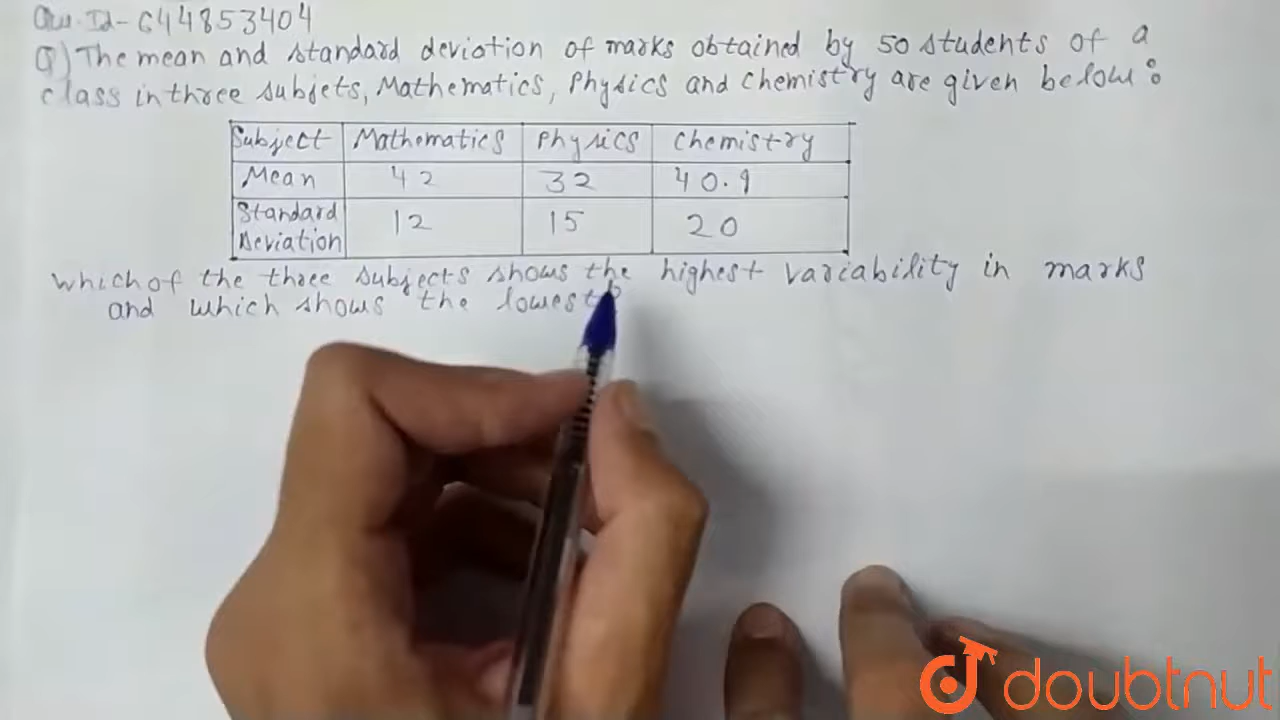 Qu. Id- 644853404
Q) The mean and standard deviation of marks obtained by 50 students of a
class in three subjets, Mathematics, Physics and chemistry are given below:
Subject Mathematics Physics Chemistry
Mean 42 32 40.9
Standard Deviation 12 15 20
which of the three subjects shows the highest variability in marks
and which shows the lowest?
doubtnut